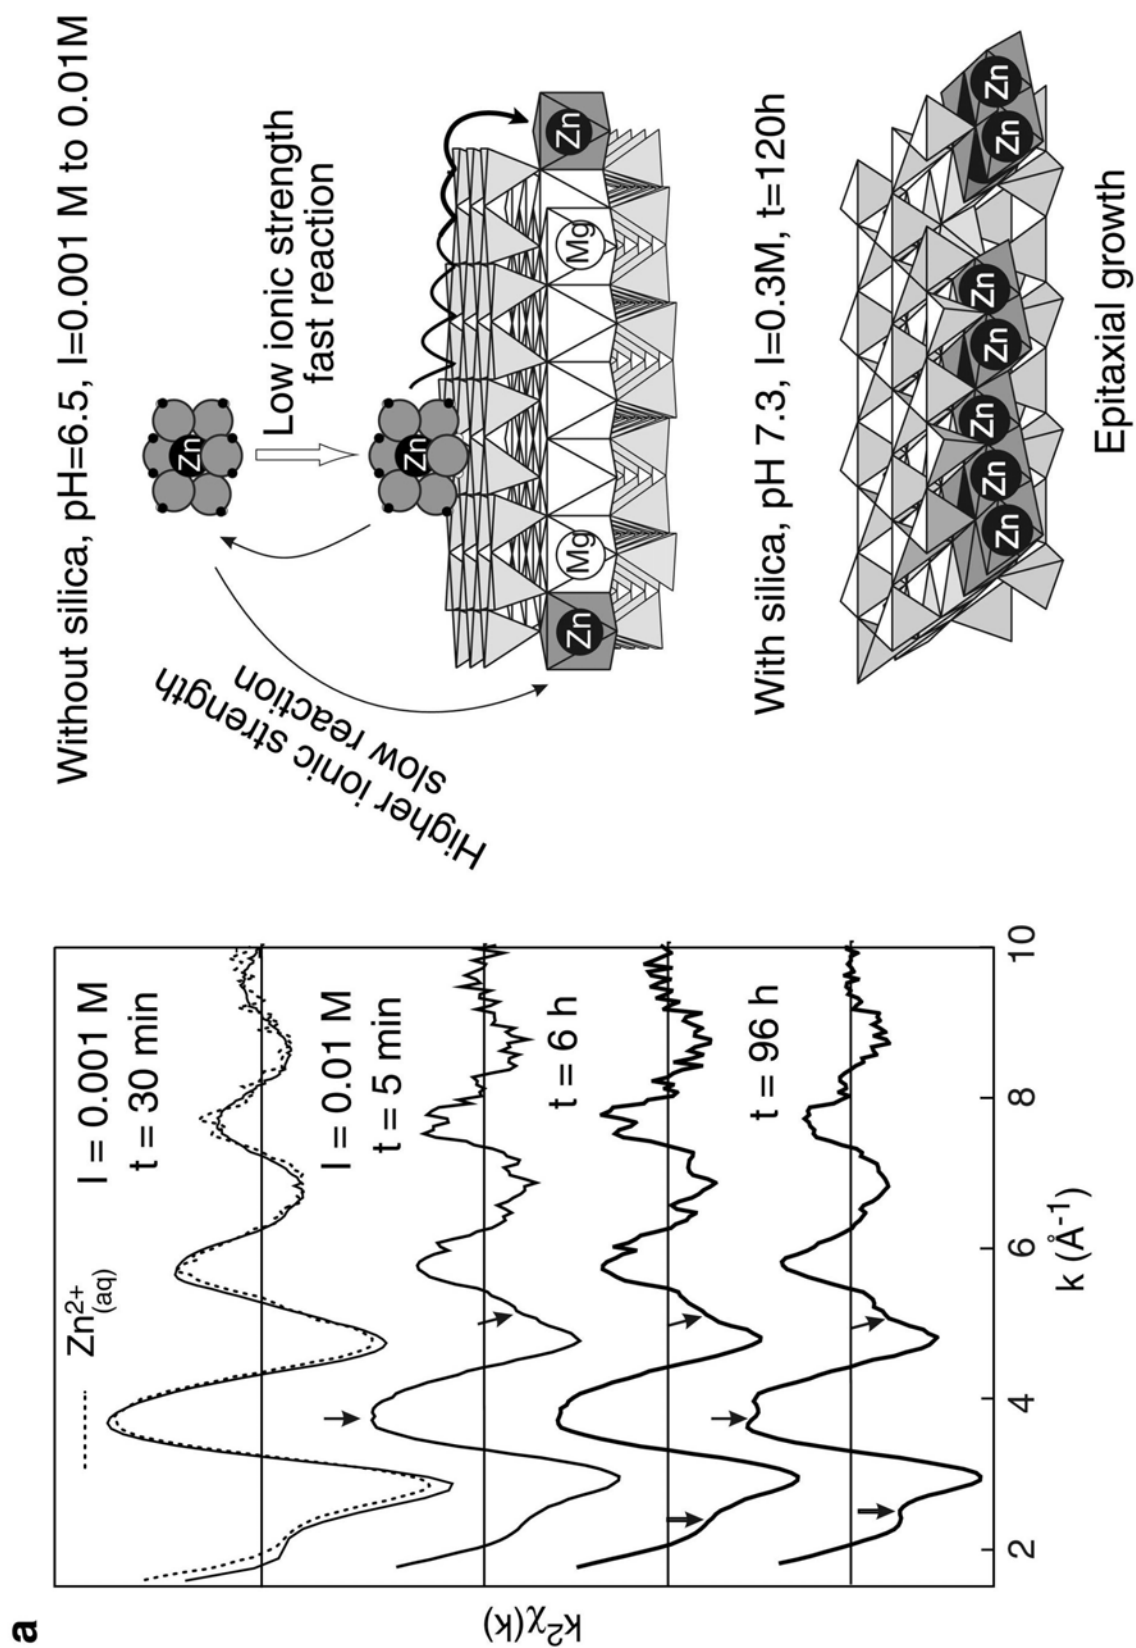 a
k²χ(k)
Zn²⁺(aq)
I = 0.001 M
t = 30 min
I = 0.01 M
t = 5 min
t = 6 h
t = 96 h
2
4
6
8
10
k (Å⁻¹)
Without silica, pH=6.5, I=0.001 M to 0.01M
Zn
Low ionic strength
fast reaction
Higher ionic strength
slow reaction
Zn
Zn
Mg
Mg
Zn
With silica, pH 7.3, I=0.3M, t=120h
Zn
Zn
Zn
Zn
Zn
Zn
Zn
Epitaxial growth